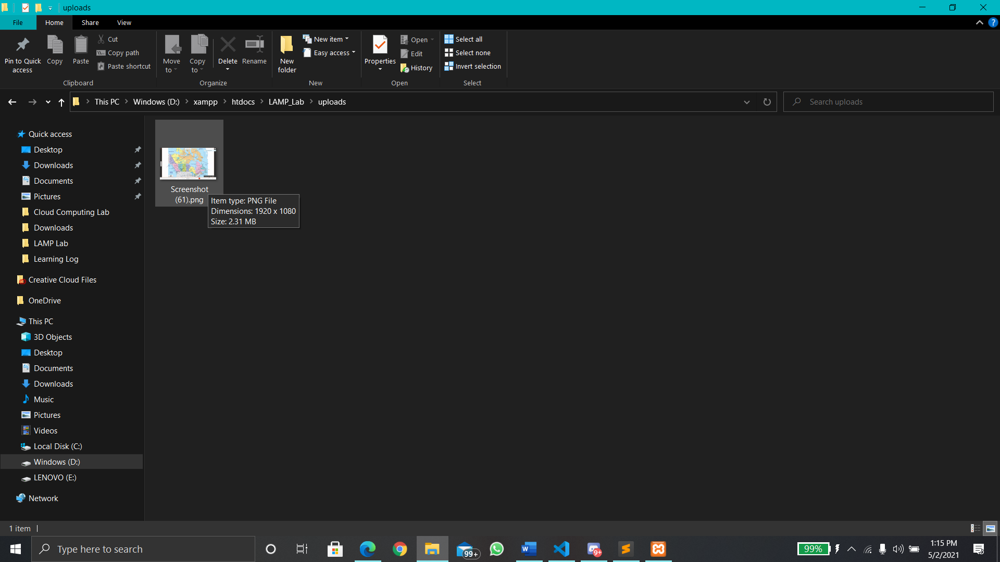 uploads
File
Home
Share
View
Pin to Quick
access
Copy
Paste
Cut
Copy path
Paste shortcut
Clipboard
Move
to
Copy
to
Delete
Rename
Organize
New
folder
New item
Easy access
New
Properties
Open
Edit
History
Open
Select all
Select none
Invert selection
Select
This PC
Windows (D:)
xampp
htdocs
LAMP_Lab
uploads
Search uploads
Quick access
Desktop
Downloads
Documents
Pictures
Cloud Computing Lab
Downloads
LAMP Lab
Learning Log
Creative Cloud Files
OneDrive
This PC
3D Objects
Desktop
Documents
Downloads
Music
Pictures
Videos
Local Disk (C:)
Windows (D:)
LENOVO (E:)
Network
Screenshot
(61).png
Item type: PNG File
Dimensions: 1920 x 1080
Size: 2.31 MB
1 item
Type here to search
99+
9+
99%
1:15 PM
5/2/2021